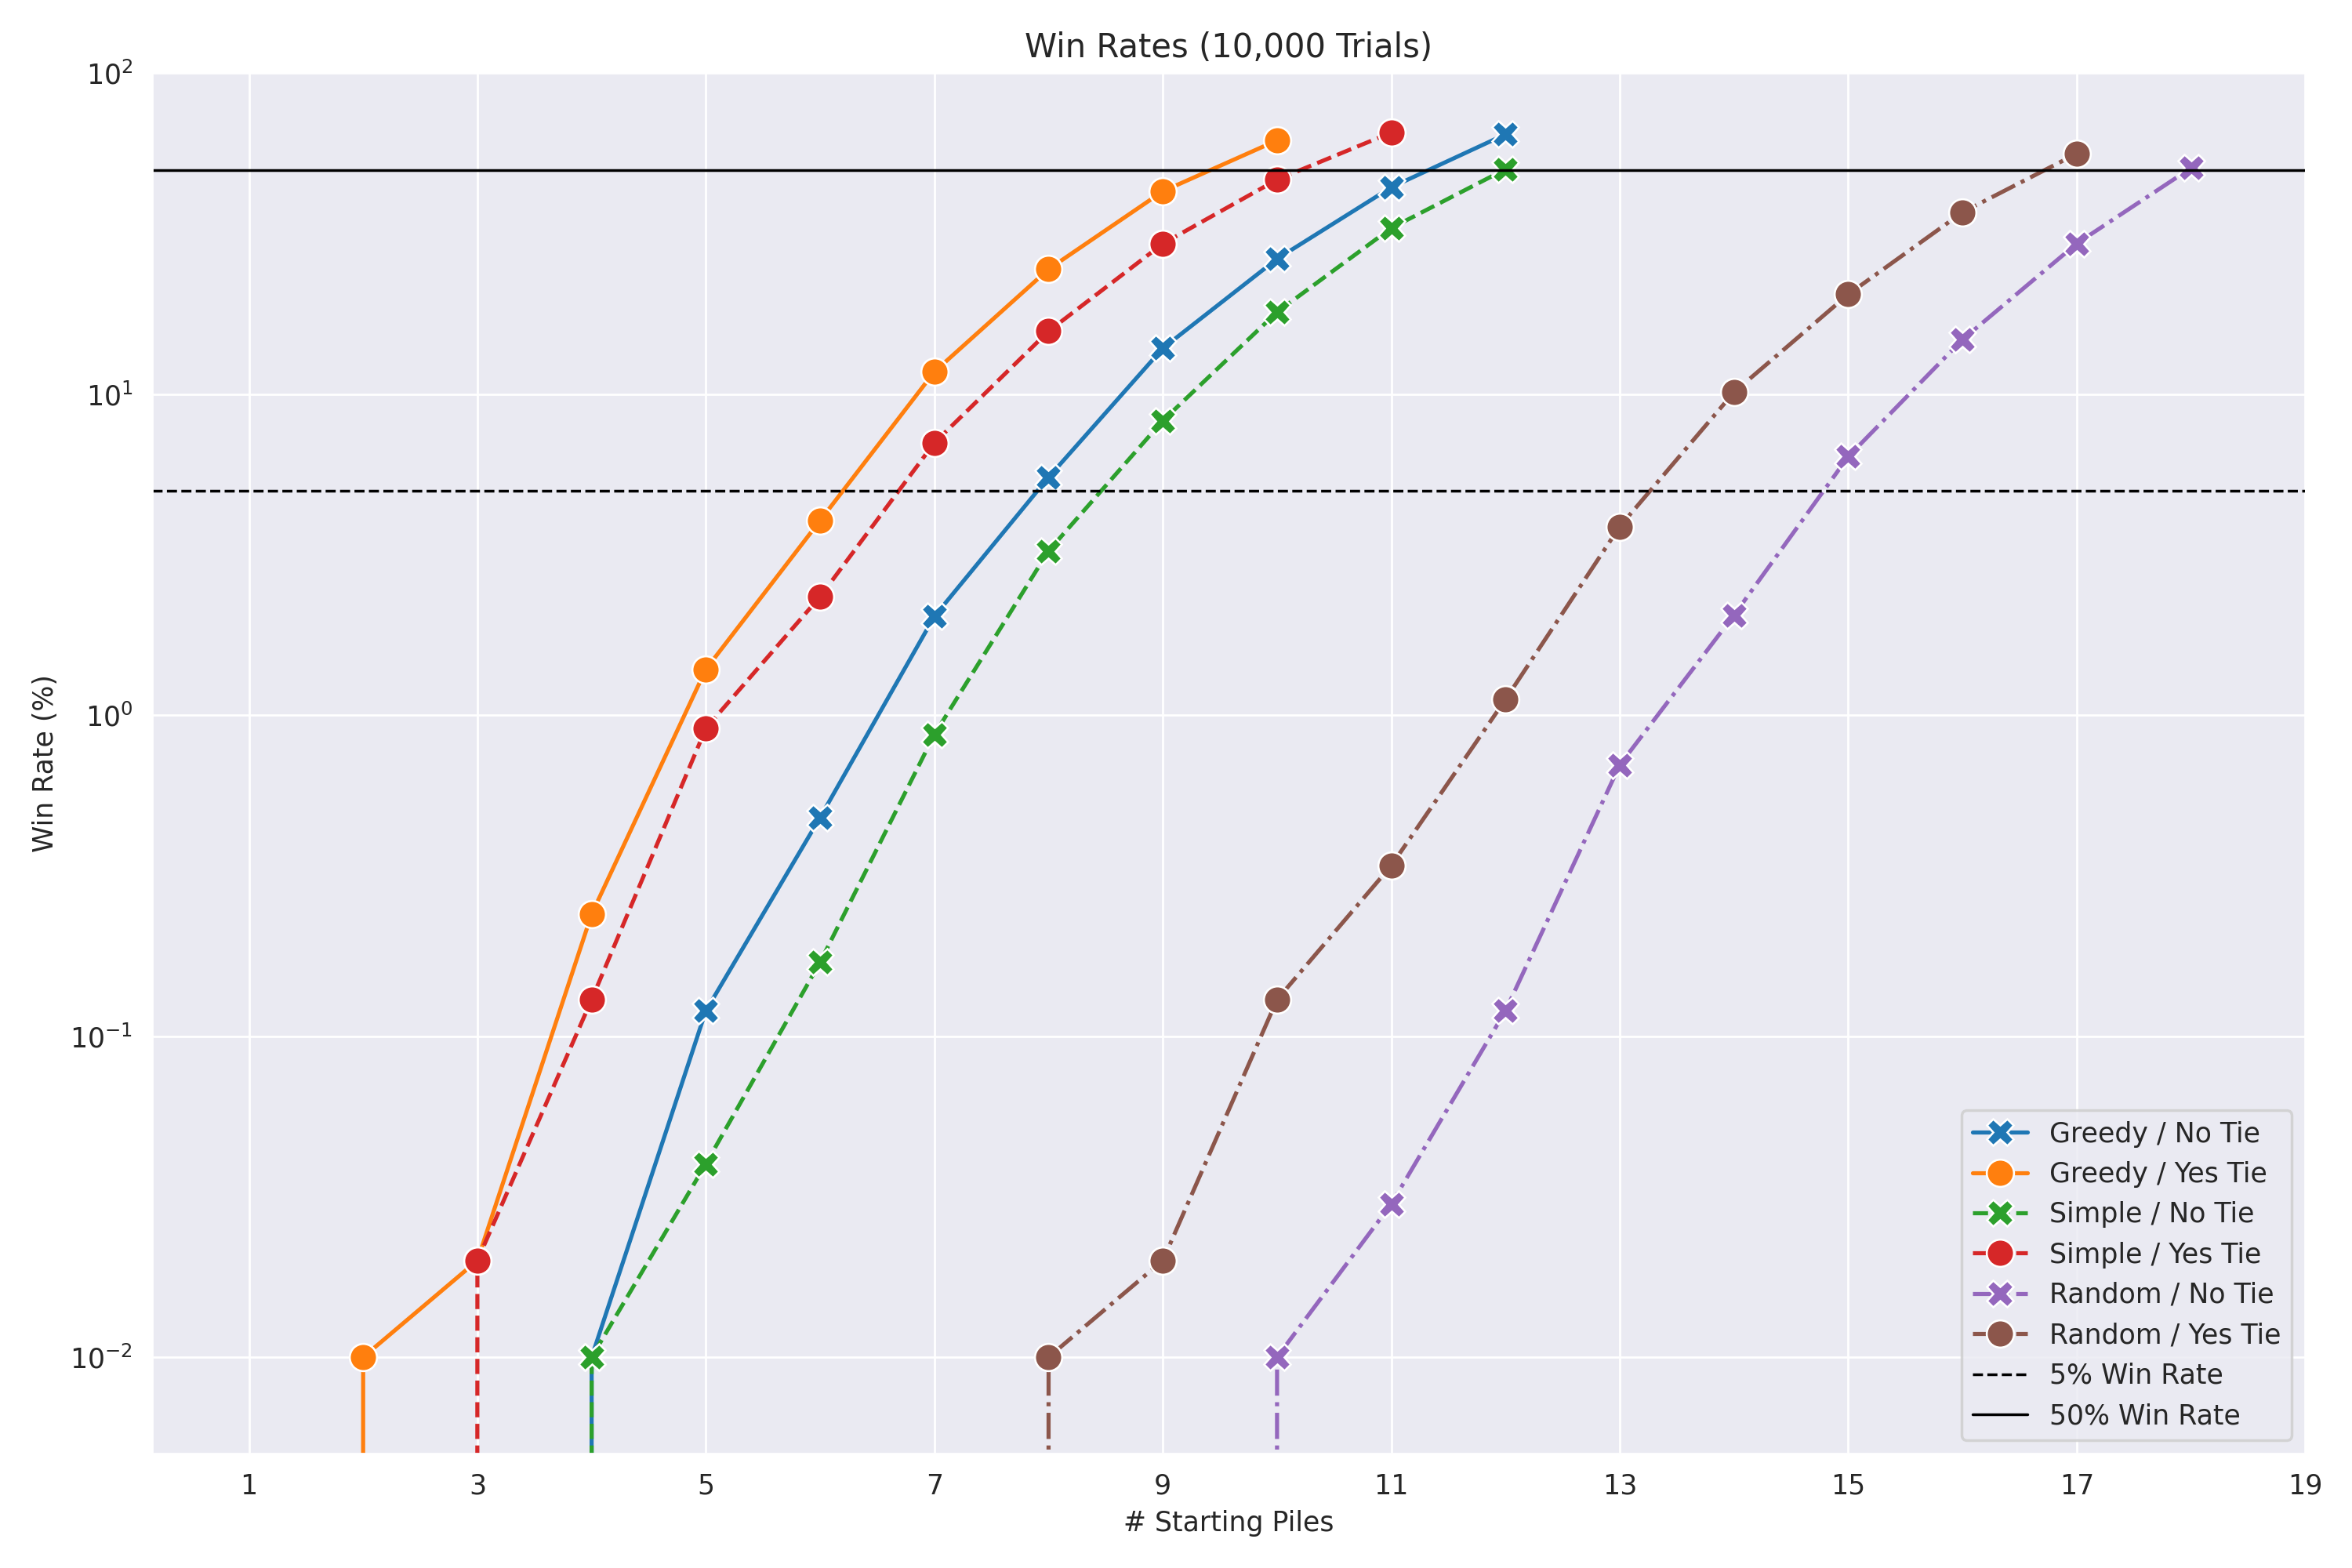 Win Rates (10,000 Trials)
10²
10¹
10⁰
10⁻¹
10⁻²
Win Rate (%)
1 3 5 7 9 11 13 15 17 19
# Starting Piles
Greedy / No Tie
Greedy / Yes Tie
Simple / No Tie
Simple / Yes Tie
Random / No Tie
Random / Yes Tie
5% Win Rate
50% Win Rate